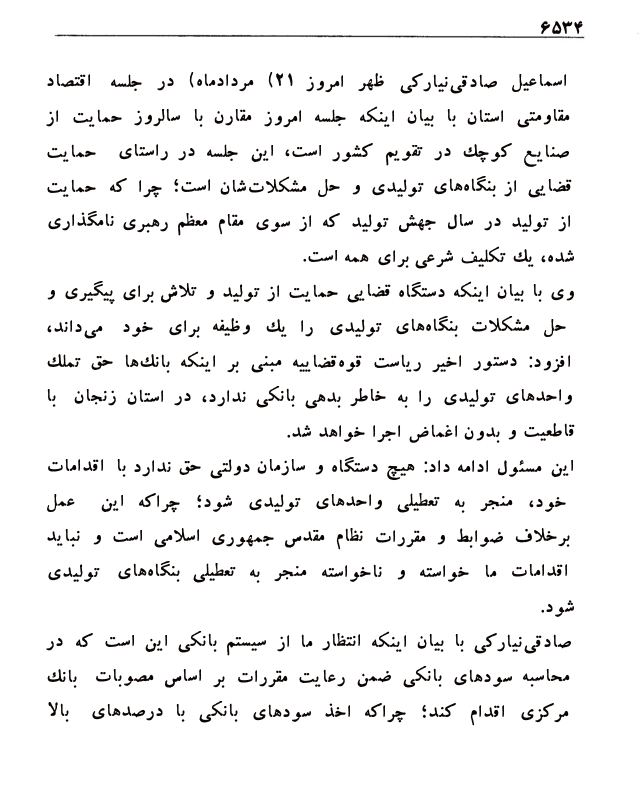 ۶۵۳۴
اسماعیل صادقی‌نیارکی ظهر امروز ۲۱) مردادماه) در جلسه اقتصاد
مقاومتی استان با بیان اینکه جلسه امروز مقارن با سالروز حمایت از
صنایع کوچك در تقویم کشور است، این جلسه در راستای حمایت
قضایی از بنگاه‌های تولیدی و حل مشکلات‌شان است؛ چرا که حمایت
از تولید در سال جهش تولید که از سوی مقام معظم رهبری نامگذاری
شده، یك تکلیف شرعی برای همه است.
وی با بیان اینکه دستگاه قضایی حمایت از تولید و تلاش برای پیگیری و
حل مشکلات بنگاه‌های تولیدی را یك وظیفه برای خود می‌داند،
افزود: دستور اخیر ریاست قوه‌قضاییه مبنی بر اینکه بانك‌ها حق تملك
واحدهای تولیدی را به خاطر بدهی بانکی ندارد، در استان زنجان با
قاطعیت و بدون اغماض اجرا خواهد شد.
این مسئول ادامه داد: هیچ دستگاه و سازمان دولتی حق ندارد با اقدامات
خود، منجر به تعطیلی واحدهای تولیدی شود؛ چراکه این عمل
برخلاف ضوابط و مقررات نظام مقدس جمهوری اسلامی است و نباید
اقدامات ما خواسته و ناخواسته منجر به تعطیلی بنگاه‌های تولیدی
شود.
صادقی‌نیارکی با بیان اینکه انتظار ما از سیستم بانکی این است که در
محاسبه سودهای بانکی ضمن رعایت مقررات بر اساس مصوبات بانك
مرکزی اقدام کند؛ چراکه اخذ سودهای بانکی با درصدهای بالا